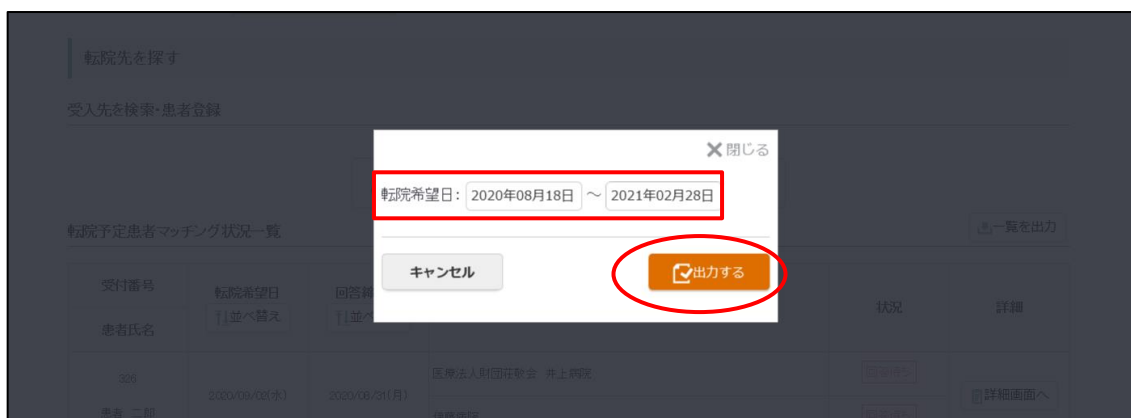 転院先を探す
受入先を検索・患者登録
閉じる
転院希望日: 2020年08月18日 ～ 2021年02月28日
転院予定患者マッチング状況一覧
一覧を出力
キャンセル
出力する
受付番号
患者氏名
転院希望日
並べ替え
状況
詳細
326
患者 二郎
2020/09/02(水)
2020/08/31(月)
医療法人財団荘敬会 井上病院
詳細画面へ